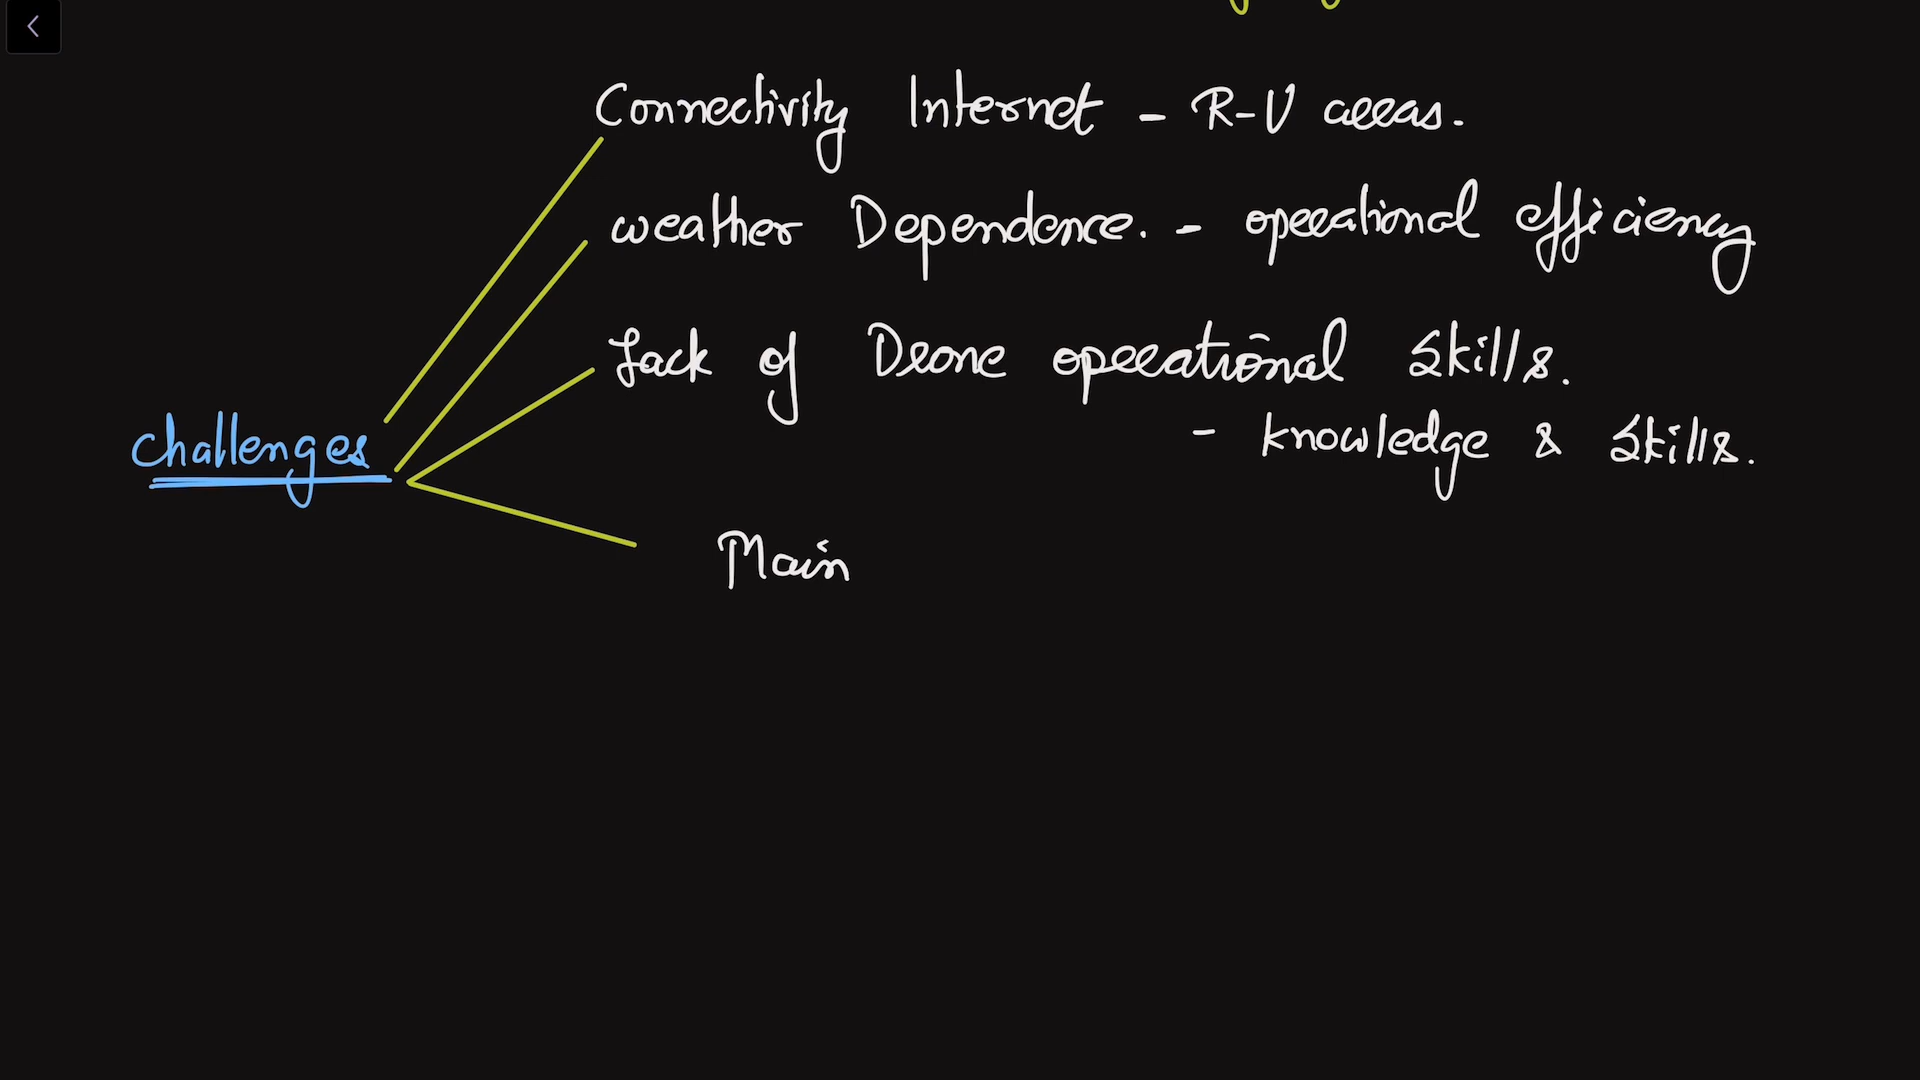 Connectivity Internet - R-U areas.
weather Dependence. - operational efficiency
Lack of Drone operational Skills.
- knowledge & Skills.
Challenges
Main